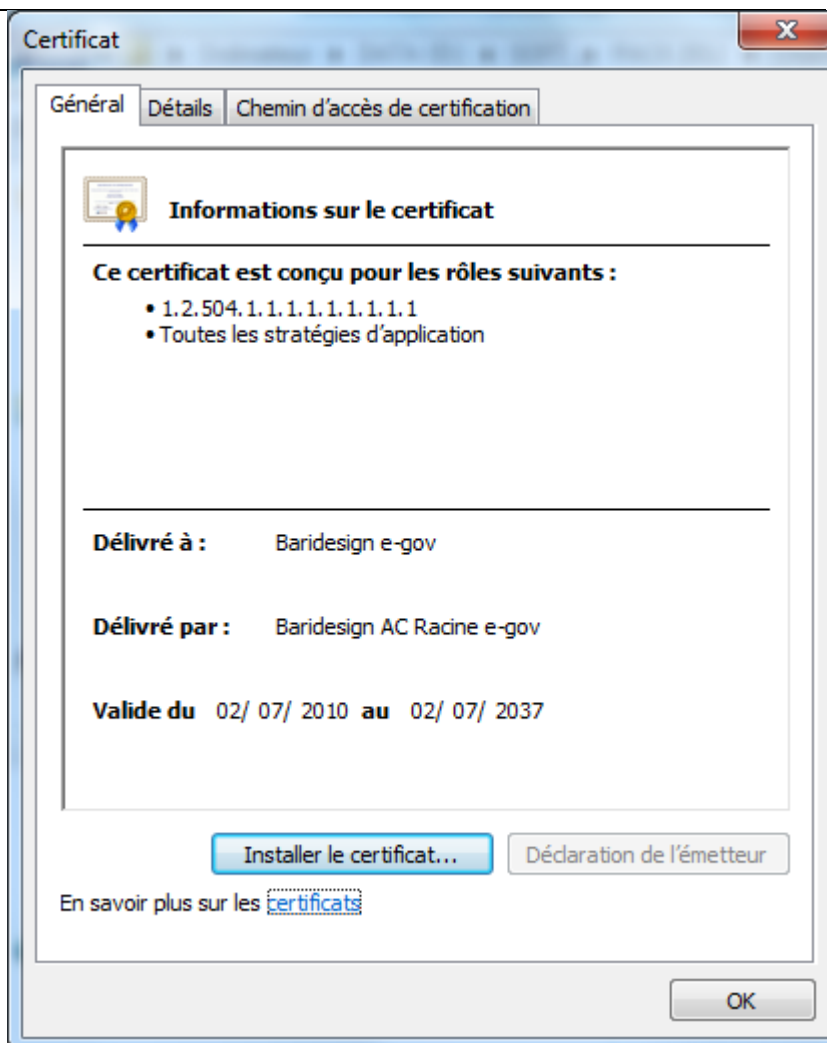 Certificat
Général
Détails
Chemin d'accès de certification
Informations sur le certificat
Ce certificat est conçu pour les rôles suivants :
• 1.2.504.1.1.1.1.1.1.1.1.1
• Toutes les stratégies d'application
Délivré à : Baridesign e-gov
Délivré par : Baridesign AC Racine e-gov
Valide du 02/ 07/ 2010 au 02/ 07/ 2037
Installer le certificat...
Déclaration de l'émetteur
En savoir plus sur les certificats
OK